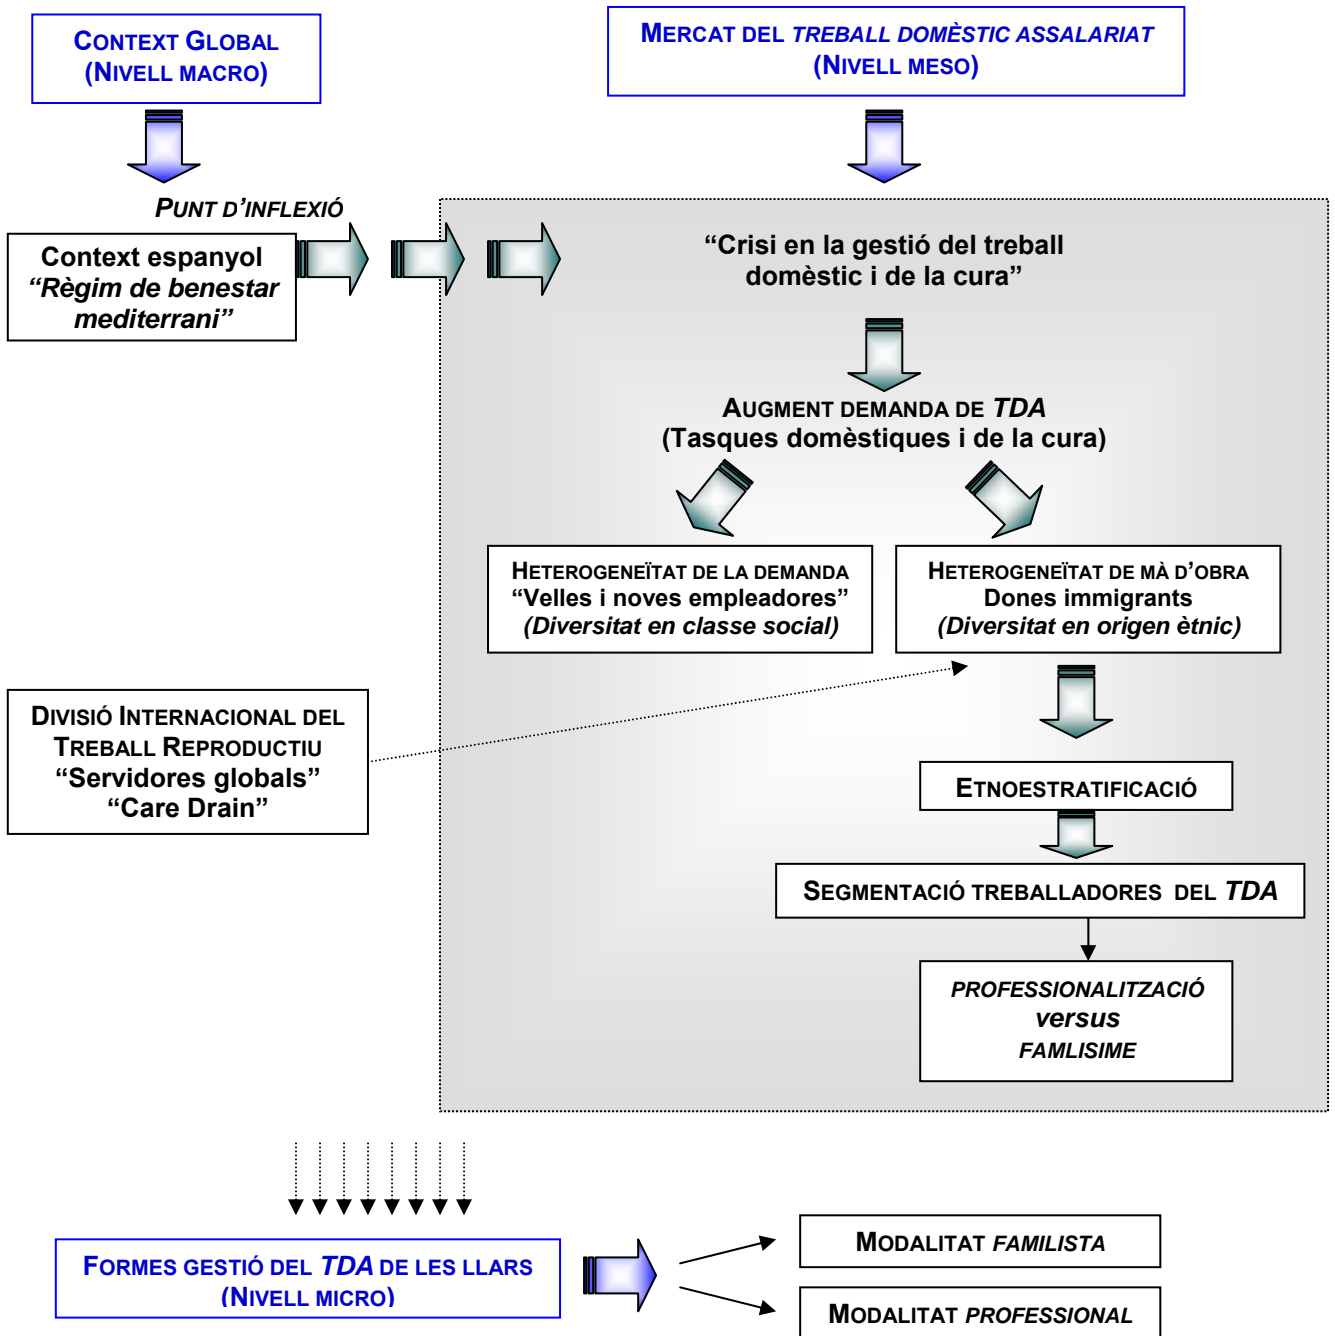 CONTEXT GLOBAL
(NIVELL MACRO)
MERCAT DEL TREBALL DOMÈSTIC ASSALARIAT
(NIVELL MESO)
PUNT D'INFLEXIÓ
Context espanyol
“Règim de benestar
mediterrani”
“Crisi en la gestió del treball
domèstic i de la cura”
AUGMENT DEMANDA DE TDA
(Tasques domèstiques i de la cura)
HETEROGENEÏTAT DE LA DEMANDA
“Velles i noves empleadores”
(Diversitat en classe social)
HETEROGENEÏTAT DE MÀ D'OBRA
Dones immigrants
(Diversitat en origen ètnic)
DIVISIÓ INTERNACIONAL DEL
TREBALL REPRODUCTIU
“Servidores globals”
“Care Drain”
ETNOESTRATIFICACIÓ
SEGMENTACIÓ TREBALLADORES DEL TDA
PROFESSIONALITZACIÓ
versus
FAMLISIME
FORMES GESTIÓ DEL TDA DE LES LLARS
(NIVELL MICRO)
MODALITAT FAMILISTA
MODALITAT PROFESSIONAL